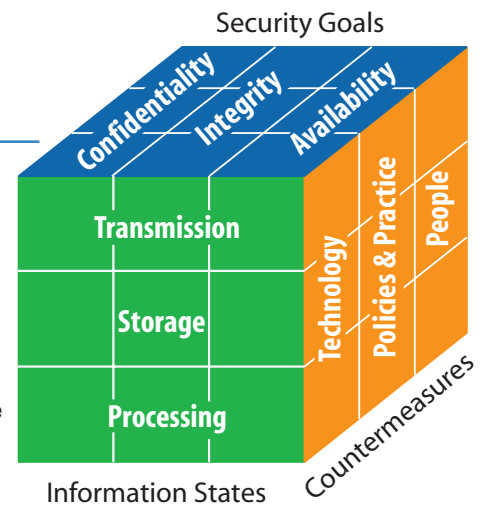 Security Goals
Confidentiality
Integrity
Availability
Transmission
Storage
Processing
Technology
Policies & Practice
People
e
Information States
Countermeasures